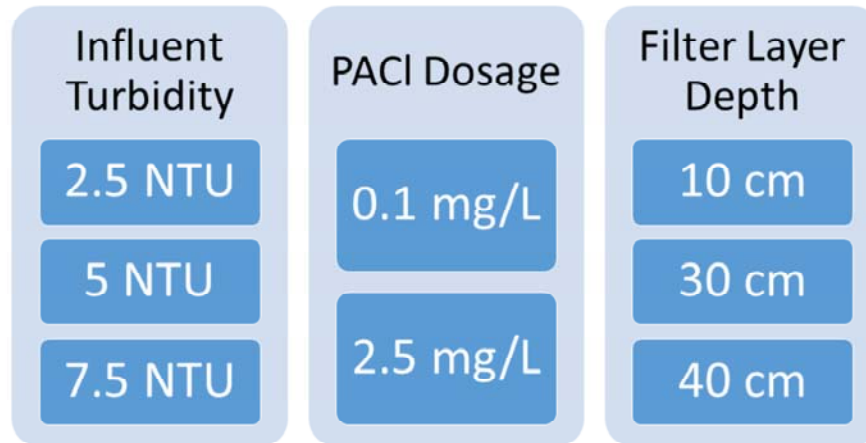 Influent
Turbidity
2.5 NTU
5 NTU
7.5 NTU
PACl Dosage
0.1 mg/L
2.5 mg/L
Filter Layer
Depth
10 cm
30 cm
40 cm